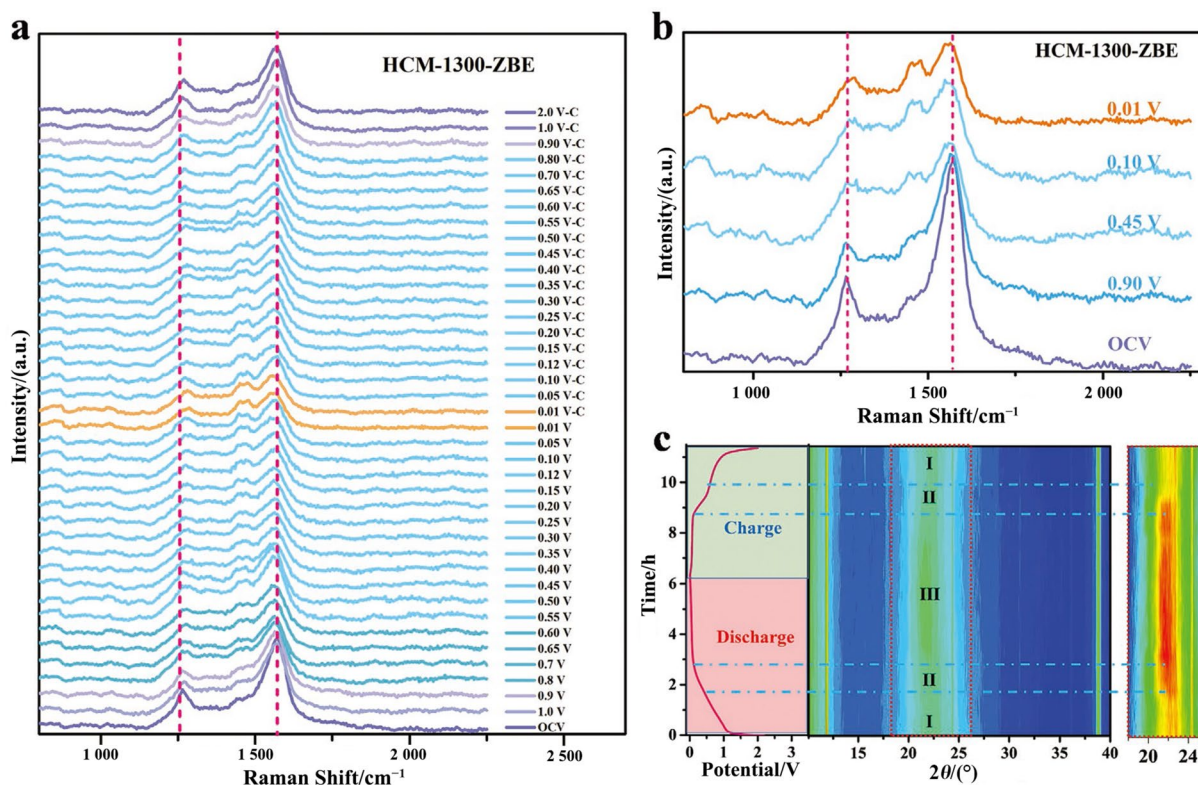 a
HCM-1300-ZBE
2.0 V-C
1.0 V-C
0.90 V-C
0.80 V-C
0.70 V-C
0.65 V-C
0.60 V-C
0.55 V-C
0.50 V-C
0.45 V-C
0.40 V-C
0.35 V-C
0.30 V-C
0.25 V-C
0.20 V-C
0.15 V-C
0.12 V-C
0.10 V-C
0.05 V-C
0.01 V-C
0.01 V
0.05 V
0.10 V
0.12 V
0.15 V
0.20 V
0.25 V
0.30 V
0.35 V
0.40 V
0.45 V
0.50 V
0.55 V
0.60 V
0.65 V
0.7 V
0.8 V
0.9 V
1.0 V
OCV
Intensity/(a.u.)
1 000 1 500 2 000 2 500
Raman Shift/cm⁻¹
b
HCM-1300-ZBE
0.01 V
0.10 V
0.45 V
0.90 V
OCV
Intensity/(a.u.)
1 000 1 500 2 000
Raman Shift/cm⁻¹
c
Time/h
10
8
6
4
2
0
Charge
Discharge
I
II
III
II
I
0 1 2 3 15 20 25 30 35 40 20 24
Potential/V 2θ/(°)